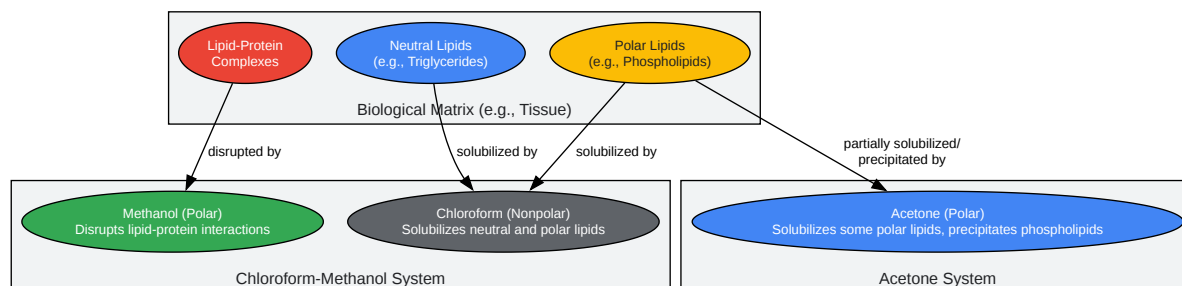 Lipid-Protein
Complexes
Neutral Lipids
(e.g., Triglycerides)
Polar Lipids
(e.g., Phospholipids)
Biological Matrix (e.g., Tissue)
disrupted by
solubilized by
solubilized by
partially solubilized/
precipitated by
Methanol (Polar)
Disrupts lipid-protein interactions
Chloroform (Nonpolar)
Solubilizes neutral and polar lipids
Acetone (Polar)
Solubilizes some polar lipids, precipitates phospholipids
Chloroform-Methanol System
Acetone System